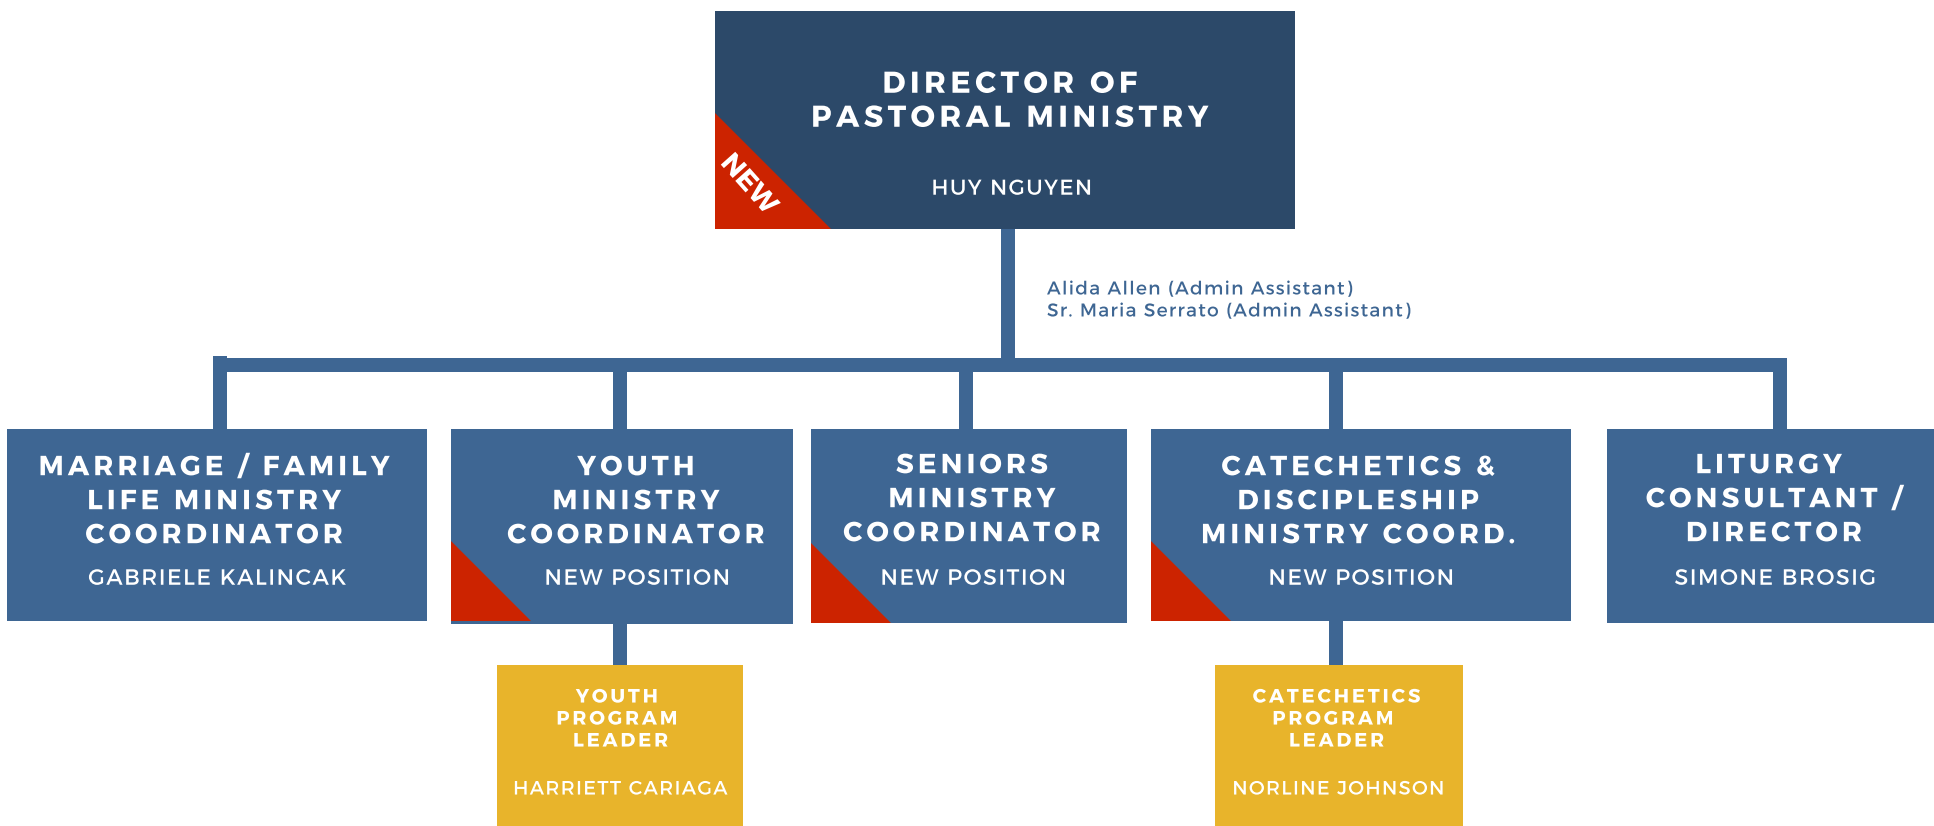 DIRECTOR OF
PASTORAL MINISTRY
NEW
HUY NGUYEN
Alida Allen (Admin Assistant)
Sr. Maria Serrato (Admin Assistant)
MARRIAGE / FAMILY
LIFE MINISTRY
COORDINATOR
GABRIELE KALINCAK
YOUTH
MINISTRY
COORDINATOR
NEW POSITION
SENIORS
MINISTRY
COORDINATOR
NEW POSITION
CATECHETICS &
DISCIPLESHIP
MINISTRY COORD.
NEW POSITION
LITURGY
CONSULTANT /
DIRECTOR
SIMONE BROSIG
YOUTH
PROGRAM
LEADER
HARRIETT CARIAGA
CATECHETICS
PROGRAM
LEADER
NORLINE JOHNSON